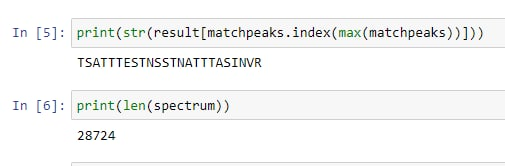 In [5]: print(str(result[matchpeaks.index(max(matchpeaks))]))
TSATTTESTNSSTNATTTASINVR
In [6]: print(len(spectrum))
28724